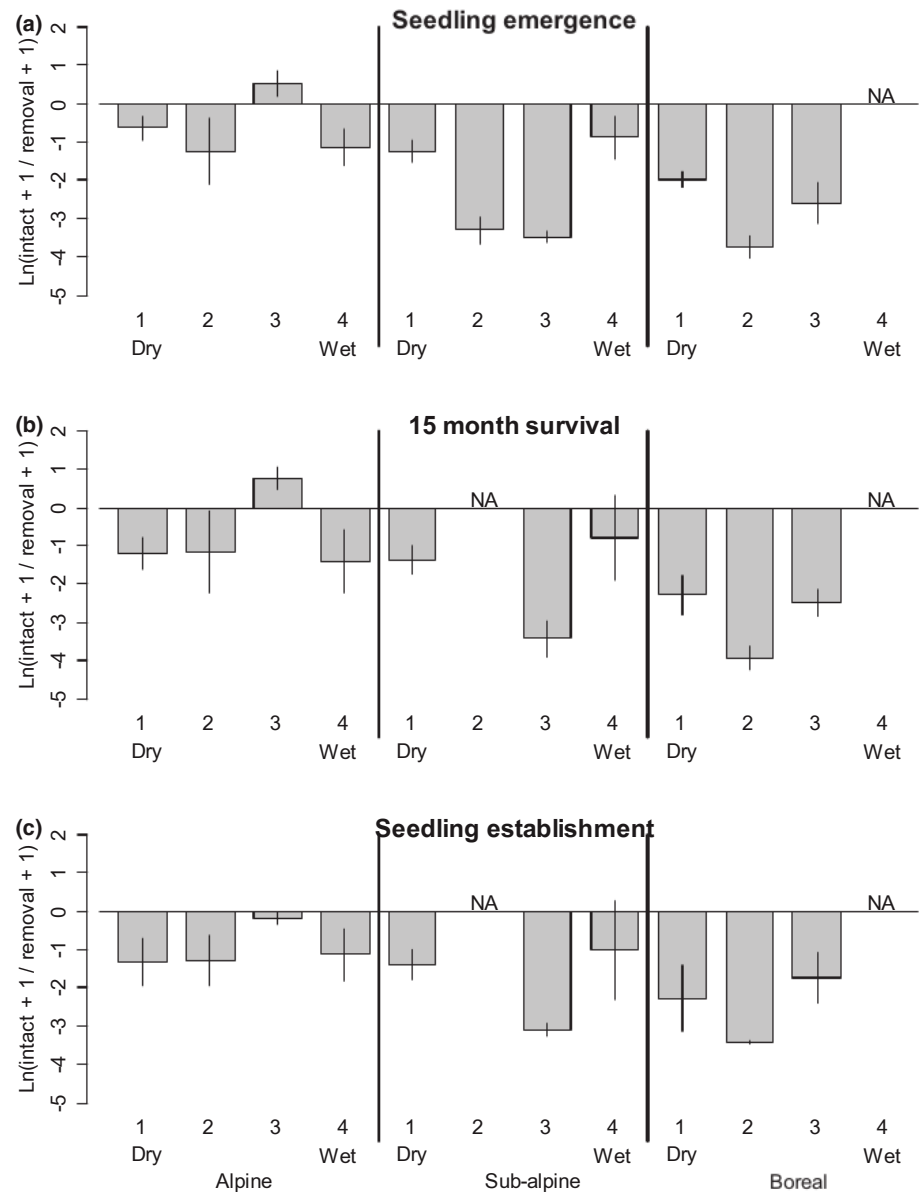 (a) Seedling emergence
Ln(intact + 1 / removal + 1)
2
1
0
-1
-2
-3
-4
-5
NA
1 2 3 4 1 2 3 4 1 2 3 4
Dry Wet Dry Wet Dry Wet
(b) 15 month survival
Ln(intact + 1 / removal + 1)
2
1
0
-1
-2
-3
-4
-5
NA NA
1 2 3 4 1 2 3 4 1 2 3 4
Dry Wet Dry Wet Dry Wet
(c) Seedling establishment
Ln(intact + 1 / removal + 1)
2
1
0
-1
-2
-3
-4
-5
NA NA
1 2 3 4 1 2 3 4 1 2 3 4
Dry Wet Dry Wet Dry Wet
Alpine Sub-alpine Boreal